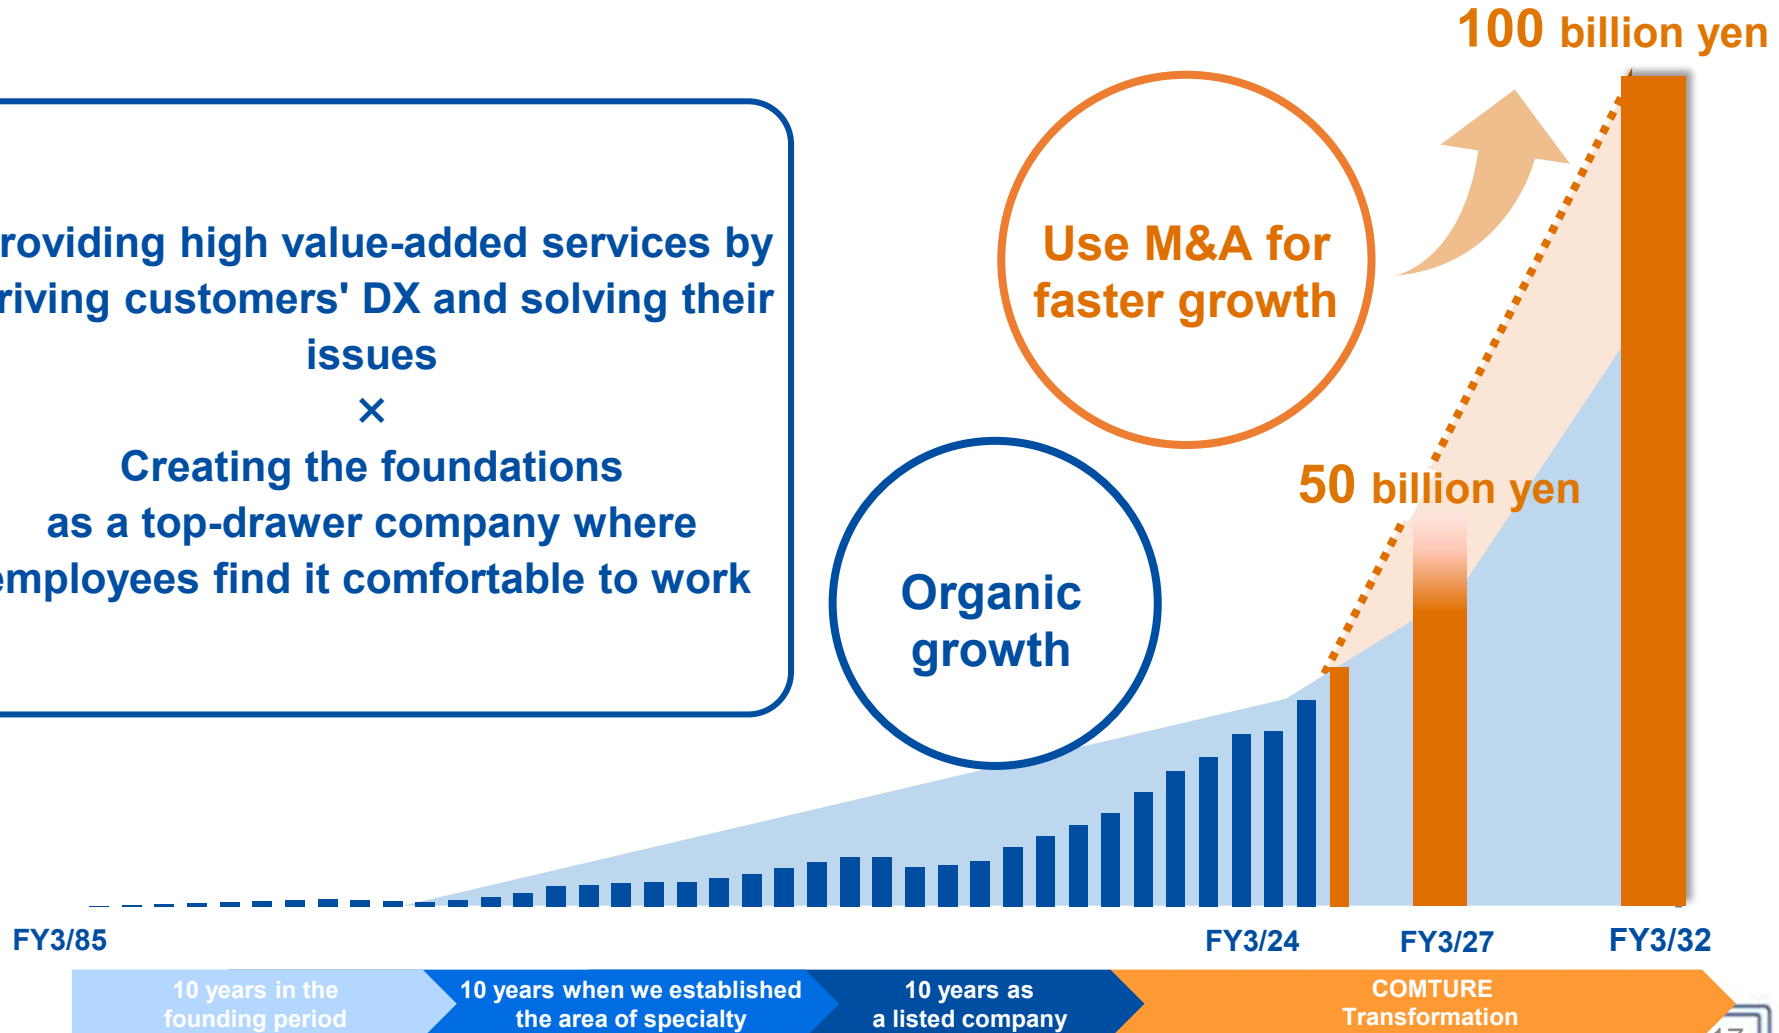 100 billion yen
roviding high value-added services by
riving customers' DX and solving their
issues
×
Creating the foundations
as a top-drawer company where
employees find it comfortable to work
Use M&A for
faster growth
50 billion yen
Organic
growth
FY3/85
FY3/24
FY3/27
FY3/32
10 years in the
founding period
10 years when we established
the area of specialty
10 years as
a listed company
COMTURE
Transformation
17